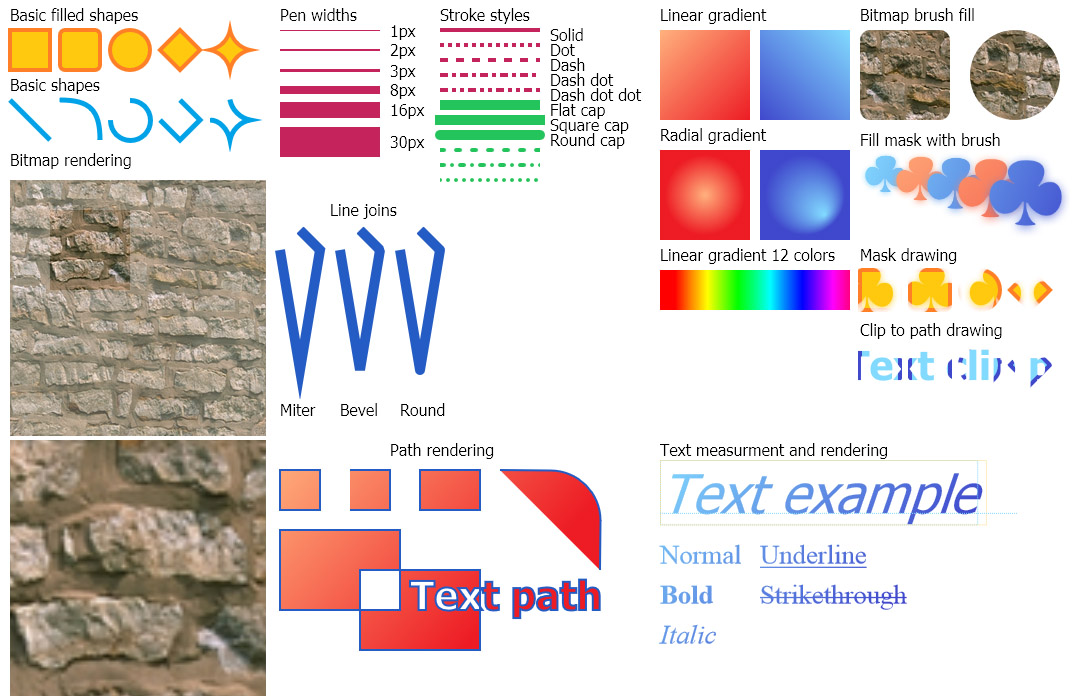 Basic filled shapes
Basic shapes
Bitmap rendering
Pen widths
1px
2px
3px
8px
16px
30px
Stroke styles
Solid
Dot
Dash
Dash dot
Dash dot dot
Flat cap
Square cap
Round cap
Line joins
Miter
Bevel
Round
Linear gradient
Radial gradient
Linear gradient 12 colors
Bitmap brush fill
Fill mask with brush
Mask drawing
Clip to path drawing
Text clip
Path rendering
Text path
Text measurment and rendering
Text example
Normal
Underline
Bold
Strikethrough
Italic